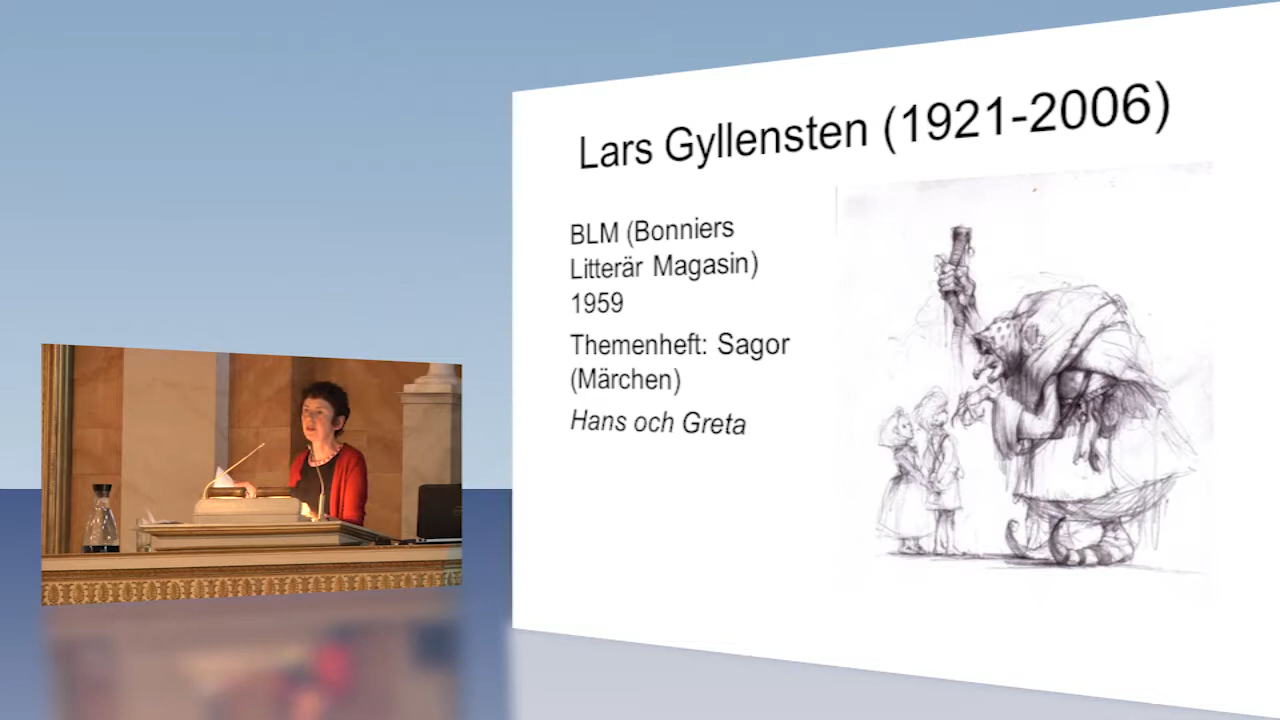 Lars Gyllensten (1921-2006)
BLM (Bonniers
Litterär Magasin)
1959
Themenheft: Sagor
(Märchen)
Hans och Greta